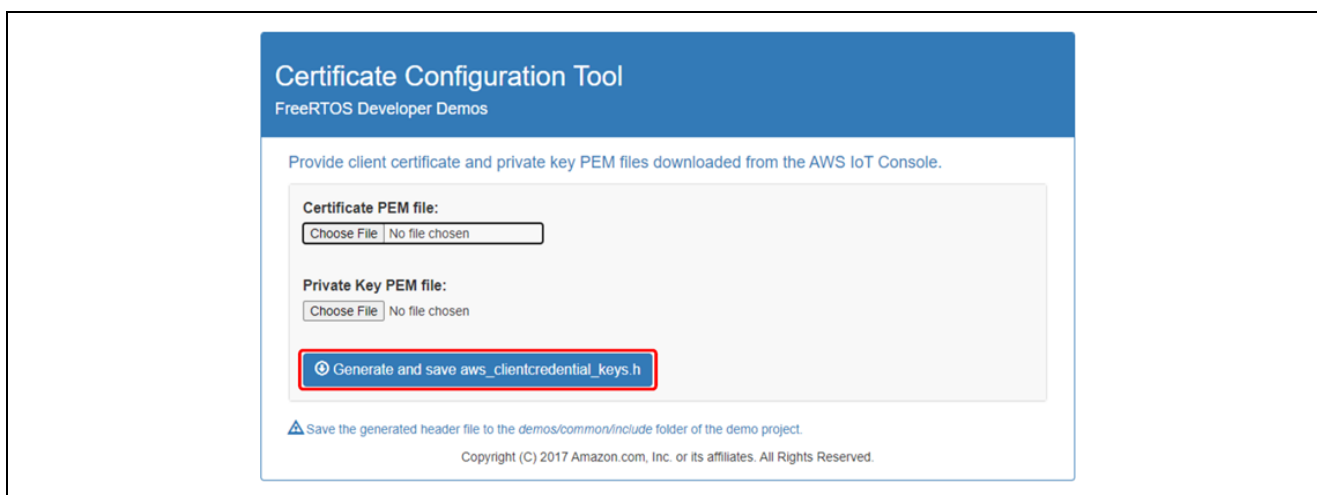 Certificate Configuration Tool
FreeRTOS Developer Demos
Provide client certificate and private key PEM files downloaded from the AWS IoT Console.
Certificate PEM file:
Choose File No file chosen
Private Key PEM file:
Choose File No file chosen
Generate and save aws_clientcredential_keys.h
Save the generated header file to the demos/common/include folder of the demo project.
Copyright (C) 2017 Amazon.com, Inc. or its affiliates. All Rights Reserved.